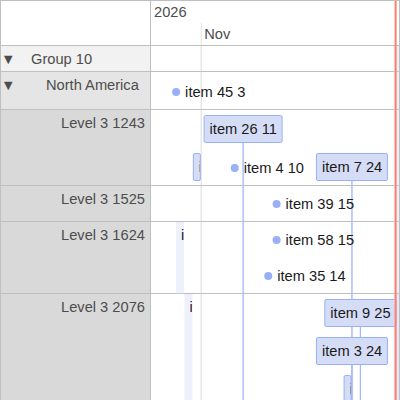 2026
Nov
▼ Group 10
▼ North America
item 45 3
Level 3 1243
item 26 11
i
item 4 10
item 7 24
Level 3 1525
item 39 15
Level 3 1624
i
item 58 15
item 35 14
Level 3 2076
i
item 9 25
item 3 24
i